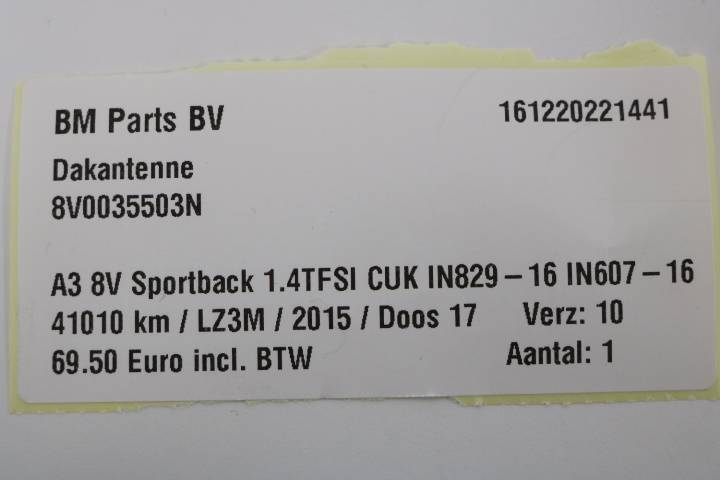 BM Parts BV 161220221441
Dakantenne
8V0035503N
A3 8V Sportback 1.4TFSI CUK IN829 – 16 IN607 – 16
41010 km / LZ3M / 2015 / Doos 17 Verz: 10
69.50 Euro incl. BTW Aantal: 1